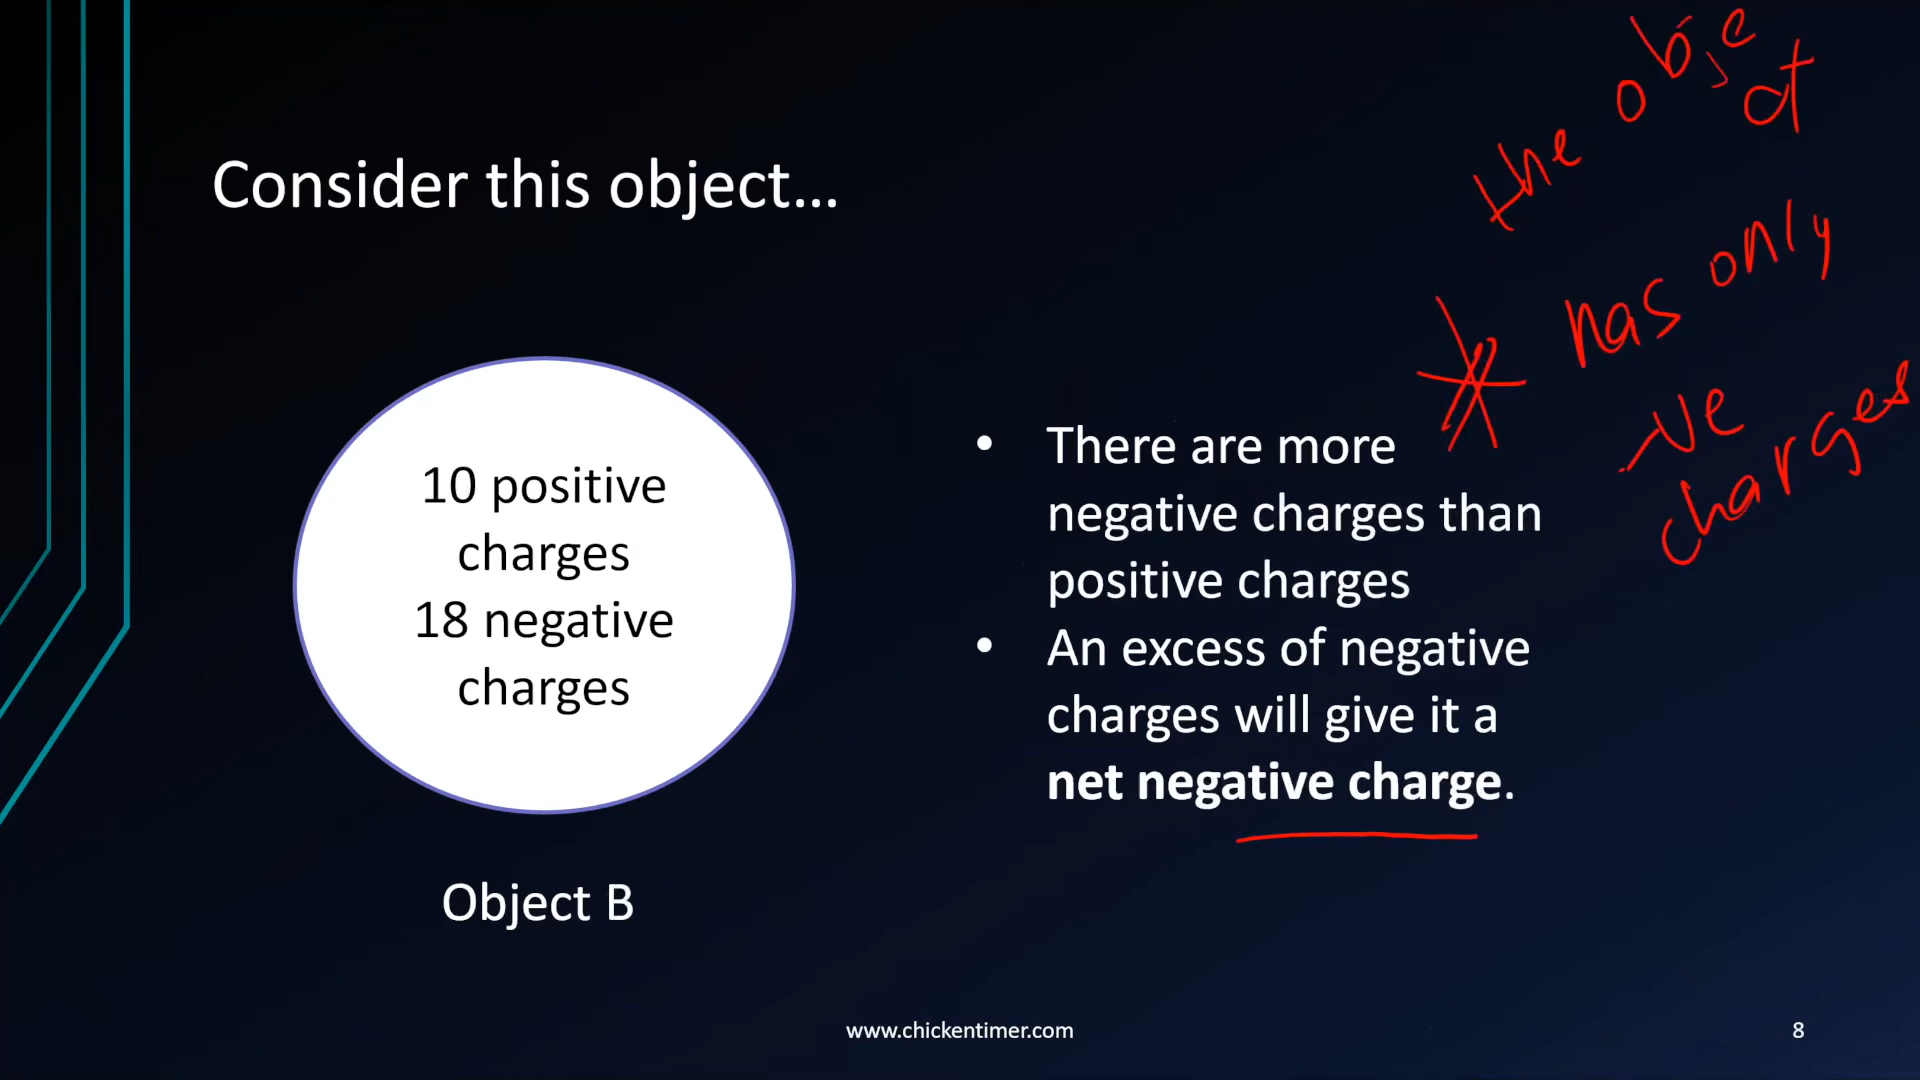 Consider this object...
10 positive
charges
18 negative
charges
Object B
• There are more
negative charges than
positive charges
• An excess of negative
charges will give it a
net negative charge.
the object
* has only
-ve
charges
www.chickentimer.com
8